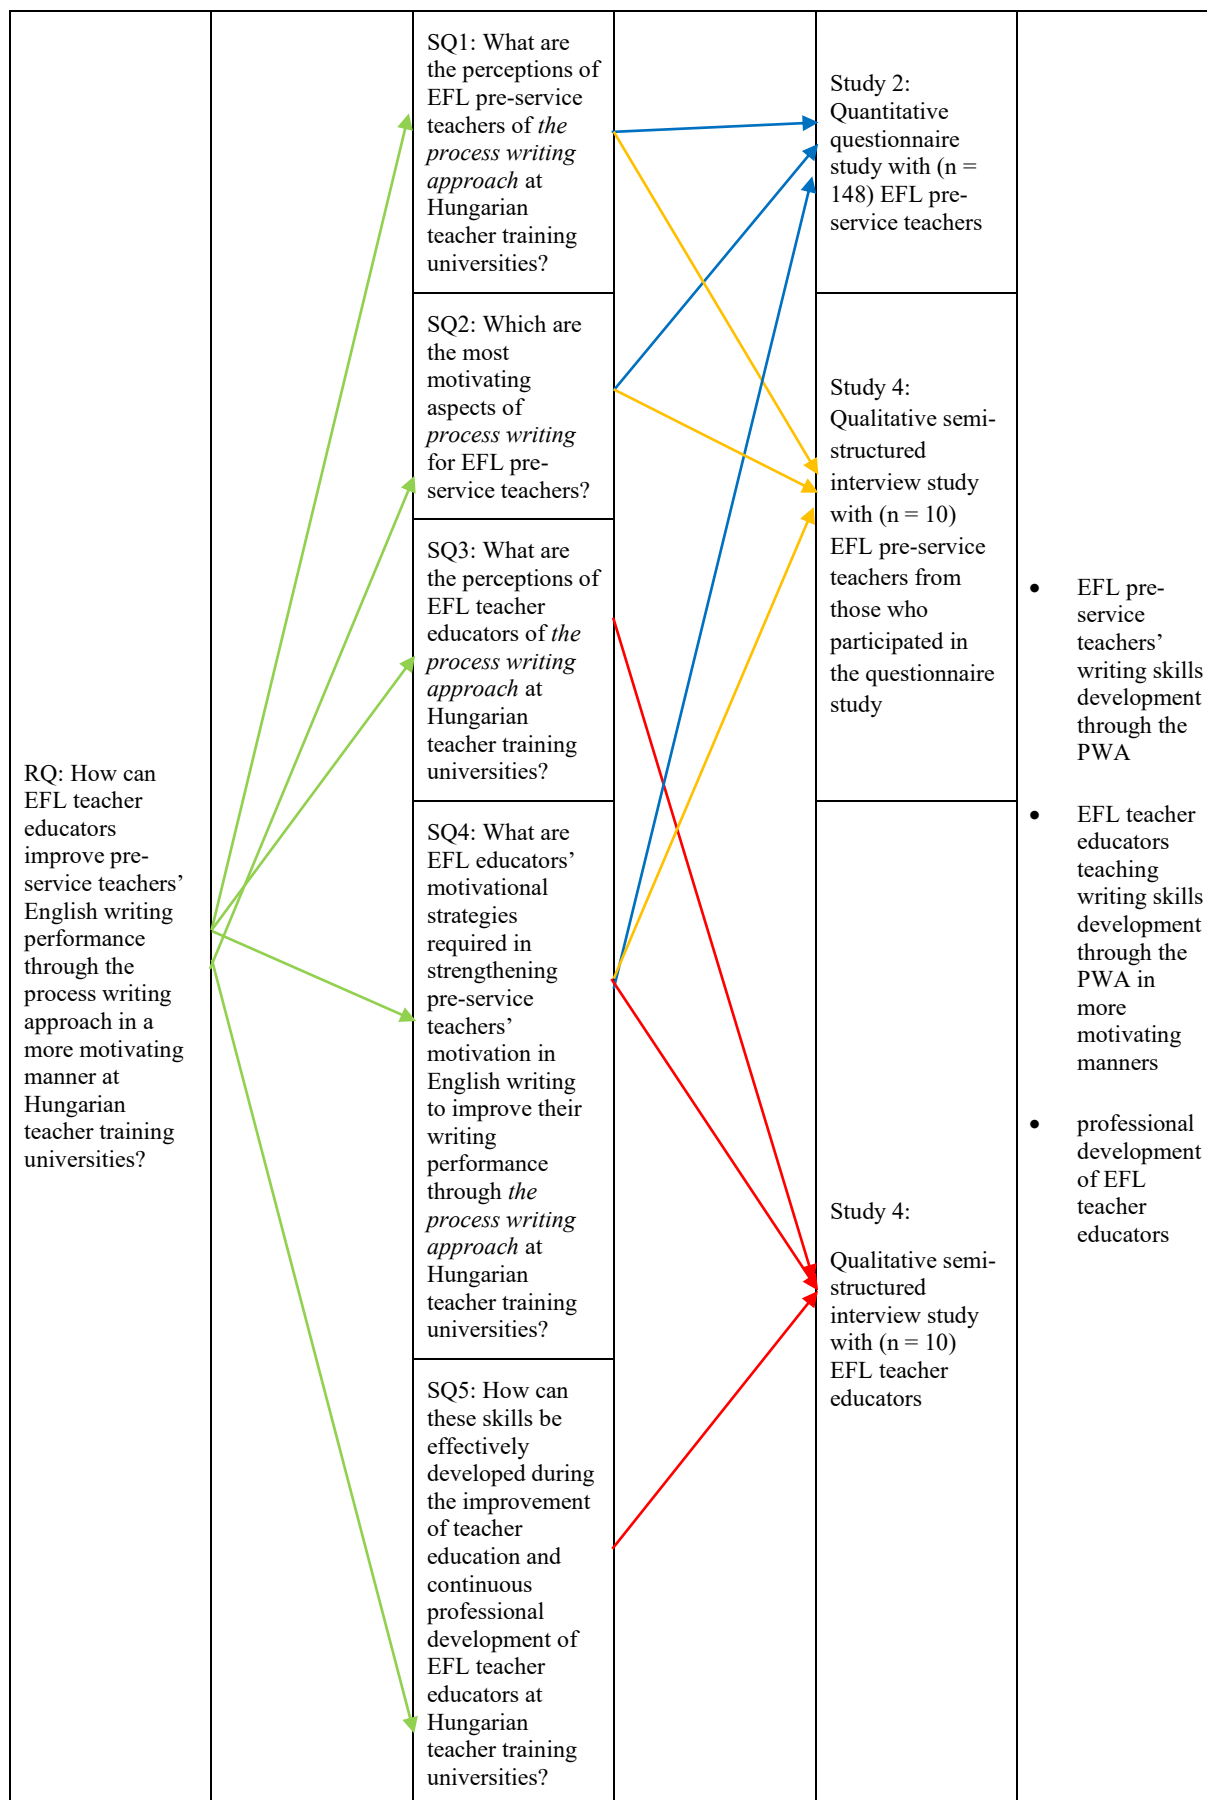 RQ: How can
EFL teacher
educators
improve pre-
service teachers’
English writing
performance
through the
process writing
approach in a
more motivating
manner at
Hungarian
teacher training
universities?
SQ1: What are
the perceptions of
EFL pre-service
teachers of the
process writing
approach at
Hungarian
teacher training
universities?
SQ2: Which are
the most
motivating
aspects of
process writing
for EFL pre-
service teachers?
SQ3: What are
the perceptions of
EFL teacher
educators of the
process writing
approach at
Hungarian
teacher training
universities?
SQ4: What are
EFL educators’
motivational
strategies
required in
strengthening
pre-service
teachers’
motivation in
English writing
to improve their
writing
performance
through the
process writing
approach at
Hungarian
teacher training
universities?
SQ5: How can
these skills be
effectively
developed during
the improvement
of teacher
education and
continuous
professional
development of
EFL teacher
educators at
Hungarian
teacher training
universities?
Study 2:
Quantitative
questionnaire
study with (n =
148) EFL pre-
service teachers
Study 4:
Qualitative semi-
structured
interview study
with (n = 10)
EFL pre-service
teachers from
those who
participated in
the questionnaire
study
Study 4:
Qualitative semi-
structured
interview study
with (n = 10)
EFL teacher
educators
• EFL pre-
service
teachers’
writing skills
development
through the
PWA
• EFL teacher
educators
teaching
writing skills
development
through the
PWA in
more
motivating
manners
• professional
development
of EFL
teacher
educators